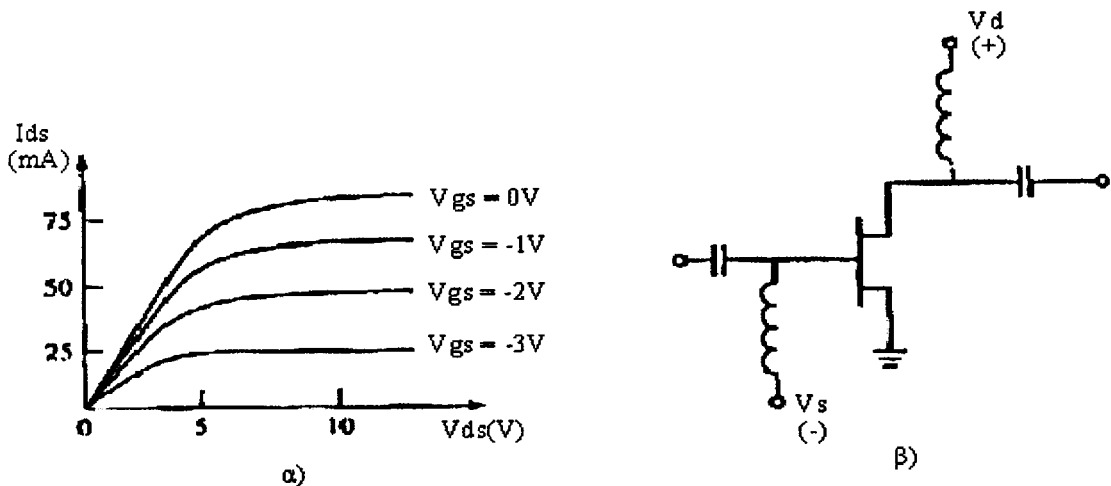 Ids
(mA)
75
50
25
0
5
10
Vds(V)
Vgs = 0V
Vgs = -1V
Vgs = -2V
Vgs = -3V
α)
Vd
(+)
Vs
(-)
β)